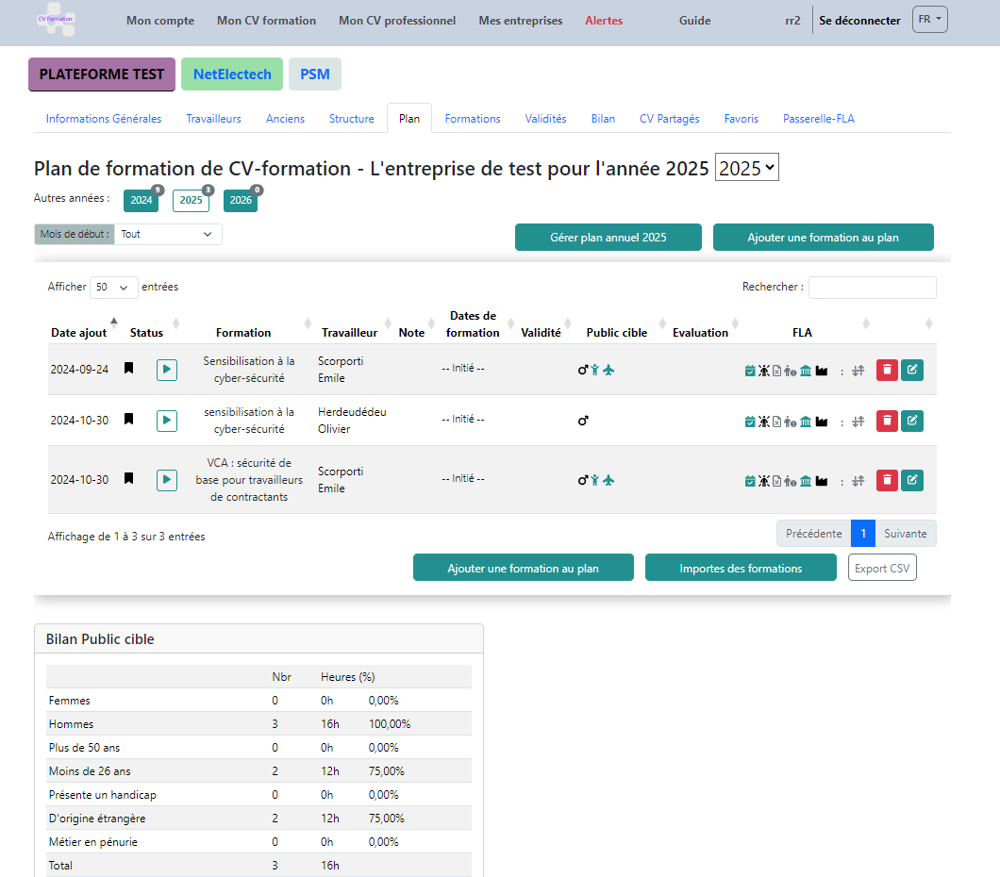 CV Formation
Mon compte Mon CV formation Mon CV professionnel Mes entreprises Alertes Guide rr2 Se déconnecter FR
PLATEFORME TEST NetElectech PSM
Informations Générales Travailleurs Anciens Structure Plan Formations Validités Bilan CV Partagés Favoris Passerelle-FLA
Plan de formation de CV-formation - L'entreprise de test pour l'année 2025 2025
Autres années : 2024 9 2025 3 2026 0
Mois de début : Tout
Gérer plan annuel 2025 Ajouter une formation au plan
Afficher 50 entrées Rechercher :
Date ajout Status Formation Travailleur Note Dates de formation Validité Public cible Evaluation FLA
2024-09-24 Sensibilisation à la cyber-sécurité Scorporti Emile -- Initié -- :
2024-10-30 sensibilisation à la cyber-sécurité Herdeudédeu Olivier -- Initié -- :
2024-10-30 VCA : sécurité de base pour travailleurs de contractants Scorporti Emile -- Initié -- :
Affichage de 1 à 3 sur 3 entrées Précédente 1 Suivante
Ajouter une formation au plan Importes des formations Export CSV
Bilan Public cible
Nbr Heures (%)
Femmes 0 0h 0,00%
Hommes 3 16h 100,00%
Plus de 50 ans 0 0h 0,00%
Moins de 26 ans 2 12h 75,00%
Présente un handicap 0 0h 0,00%
D'origine étrangère 2 12h 75,00%
Métier en pénurie 0 0h 0,00%
Total 3 16h